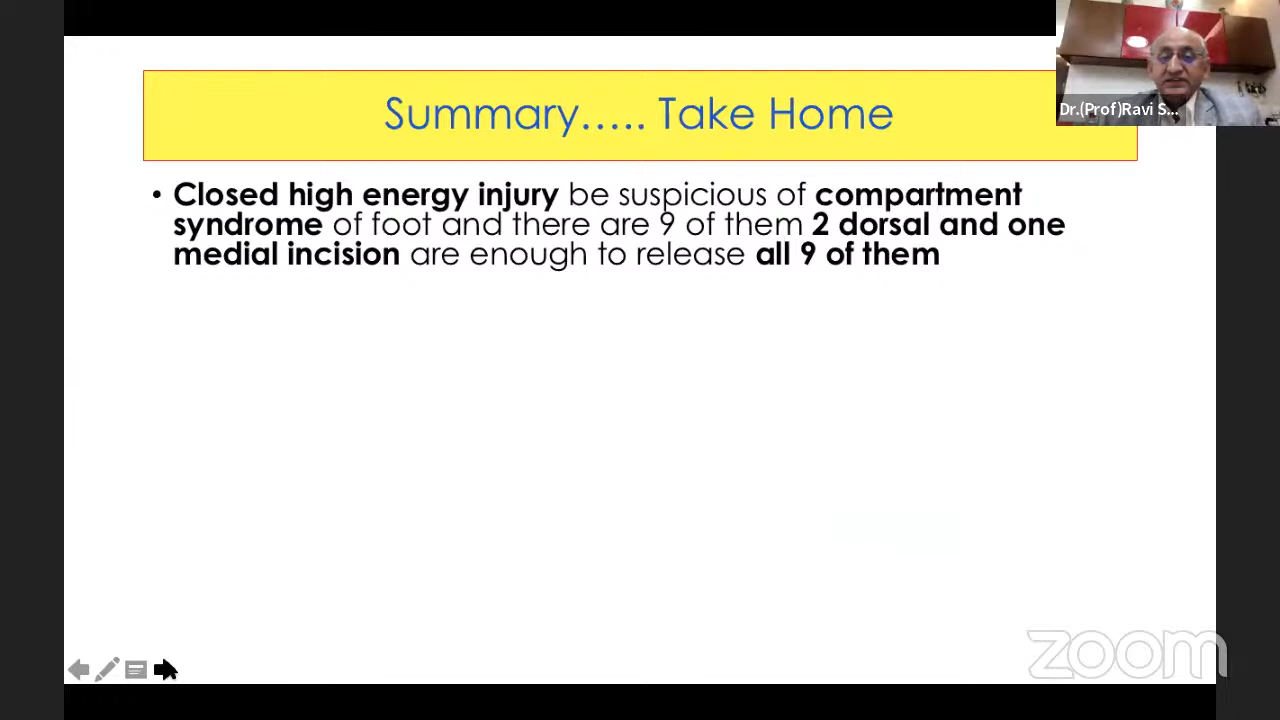 Summary..... Take Home
Dr.(Prof)Ravi S...
• Closed high energy injury be suspicious of compartment
syndrome of foot and there are 9 of them 2 dorsal and one
medial incision are enough to release all 9 of them
zoom